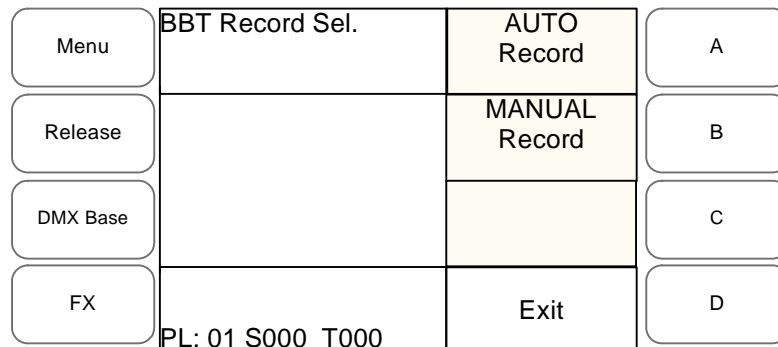 Menu
BBT Record Sel.
AUTO
Record
A
Release
MANUAL
Record
B
DMX Base
C
FX
PL: 01 S000 T000
Exit
D